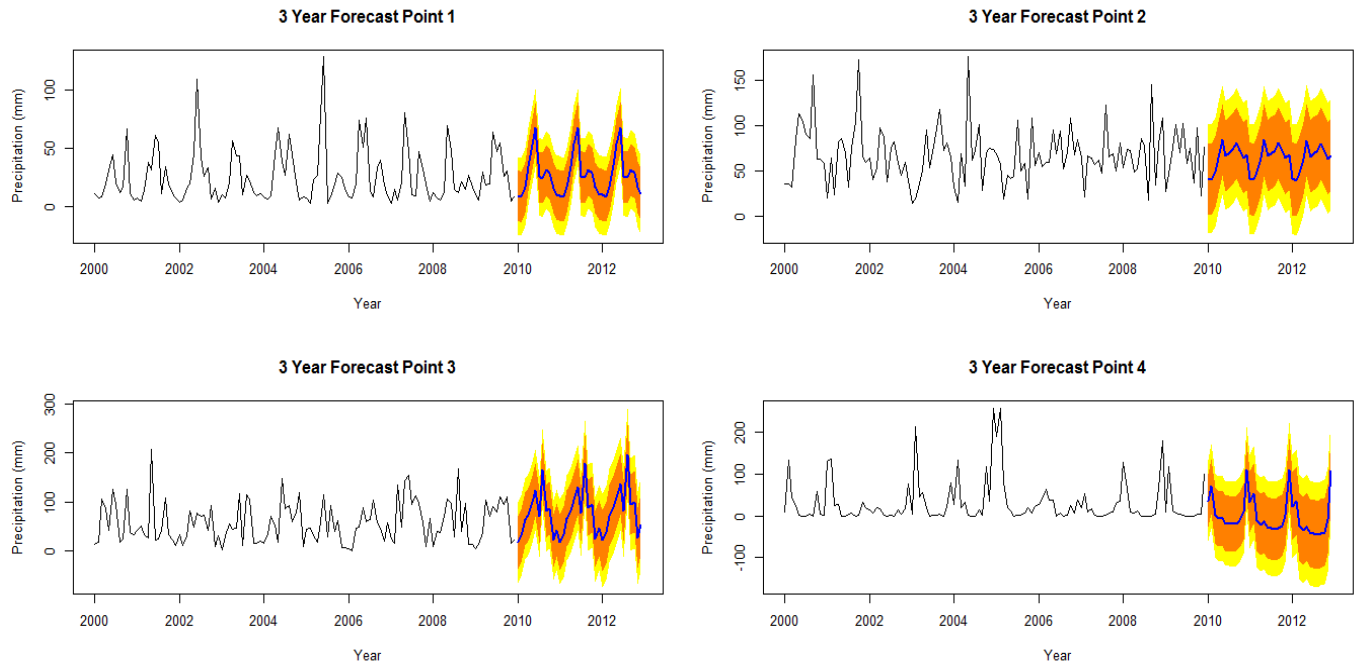 3 Year Forecast Point 1
Precipitation (mm)
100
50
0
2000 2002 2004 2006 2008 2010 2012
Year
3 Year Forecast Point 2
Precipitation (mm)
150
100
50
0
2000 2002 2004 2006 2008 2010 2012
Year
3 Year Forecast Point 3
Precipitation (mm)
300
200
100
0
2000 2002 2004 2006 2008 2010 2012
Year
3 Year Forecast Point 4
Precipitation (mm)
200
100
0
-100
2000 2002 2004 2006 2008 2010 2012
Year